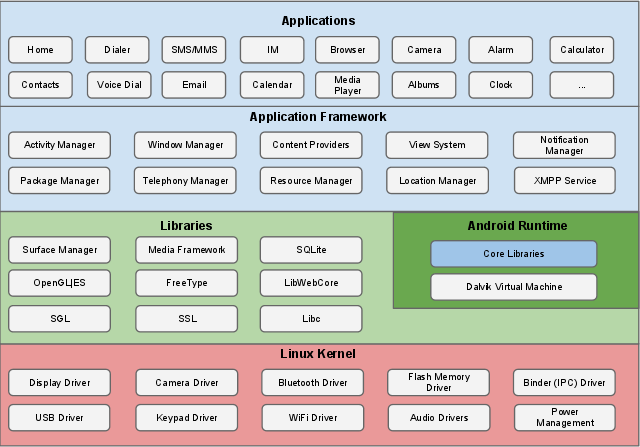 Applications
Home Dialer SMS/MMS IM Browser Camera Alarm Calculator
Contacts Voice Dial Email Calendar Media Player Albums Clock ...
Application Framework
Activity Manager Window Manager Content Providers View System Notification Manager
Package Manager Telephony Manager Resource Manager Location Manager XMPP Service
Libraries
Surface Manager Media Framework SQLite
OpenGL|ES FreeType LibWebCore
SGL SSL Libc
Android Runtime
Core Libraries
Dalvik Virtual Machine
Linux Kernel
Display Driver Camera Driver Bluetooth Driver Flash Memory Driver Binder (IPC) Driver
USB Driver Keypad Driver WiFi Driver Audio Drivers Power Management